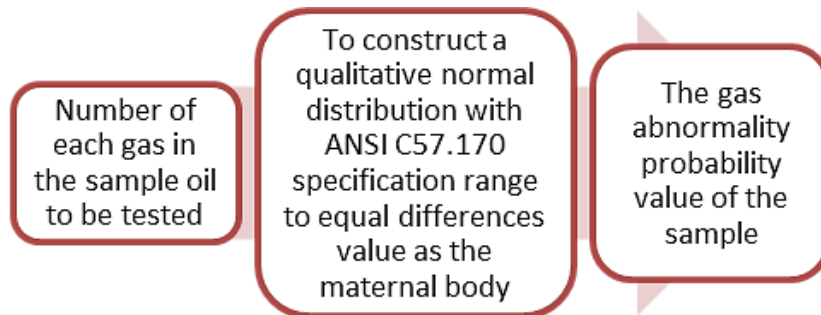 Number of
each gas in
the sample oil
to be tested
To construct a
qualitative normal
distribution with
ANSI C57.170
specification range
to equal differences
value as the
maternal body
The gas
abnormality
probability
value of the
sample